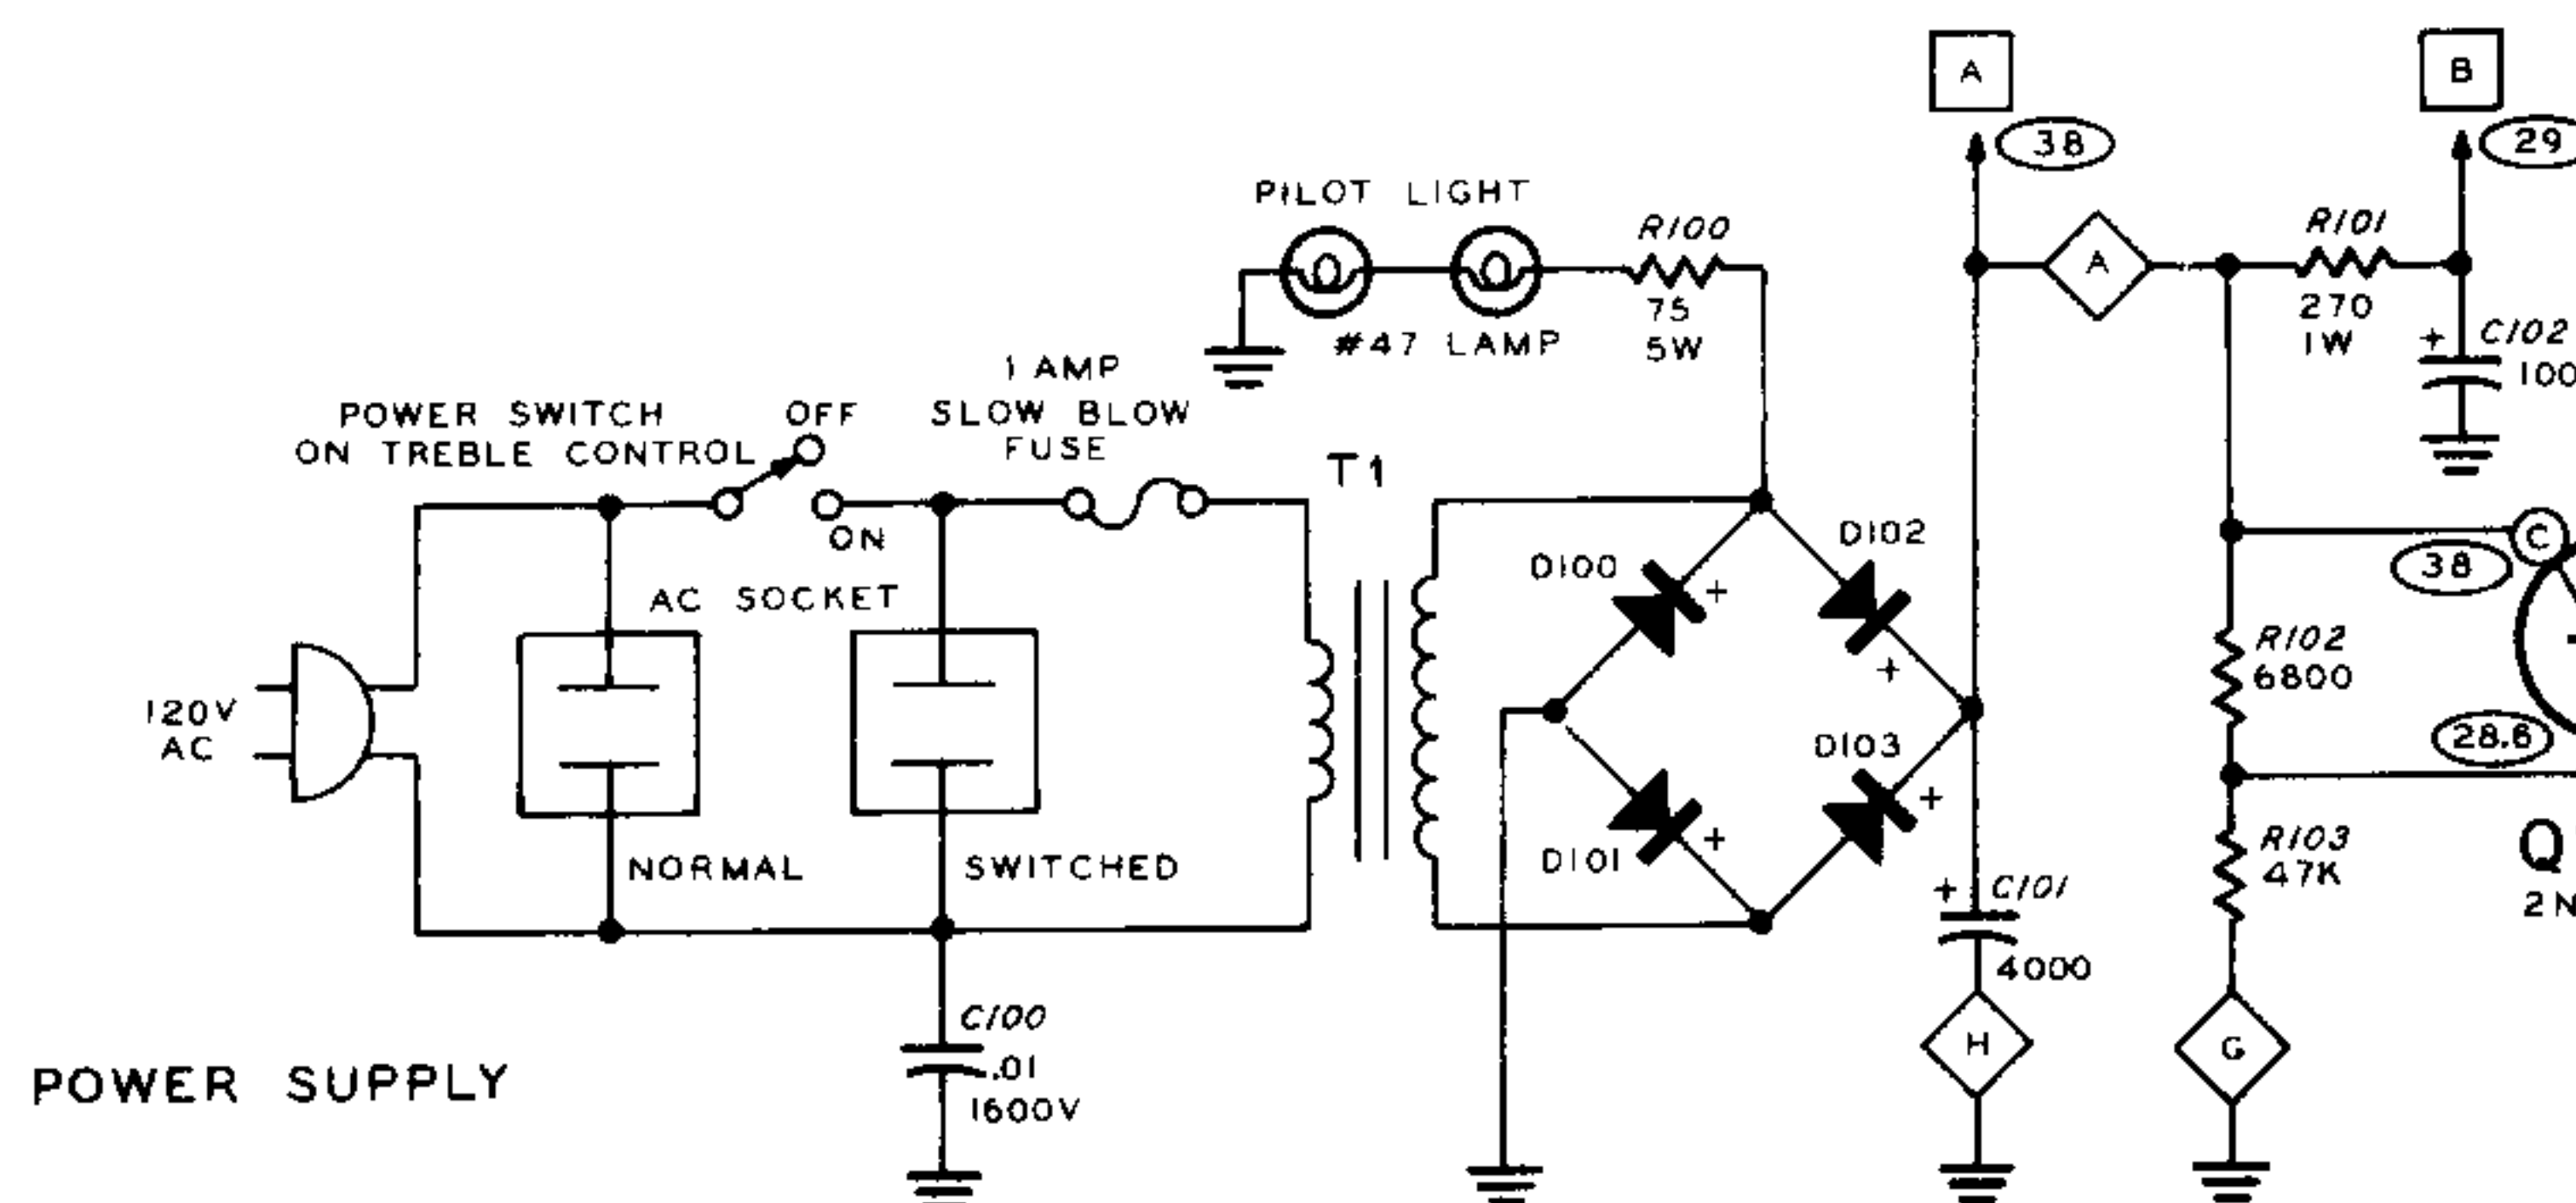 A
B
38
29
PILOT LIGHT
R100
75
5W
#47 LAMP
A
R101
270
1W
+ C102
100
1 AMP
SLOW BLOW
FUSE
POWER SWITCH
ON TREBLE CONTROL
OFF
ON
T1
D100
+
D102
+
C
38
AC SOCKET
120V
AC
R102
6800
28.6
D103
+
D101
+
NORMAL
SWITCHED
+ C101
4000
R103
47K
Q
2N
C100
.01
1600V
H
G
POWER SUPPLY